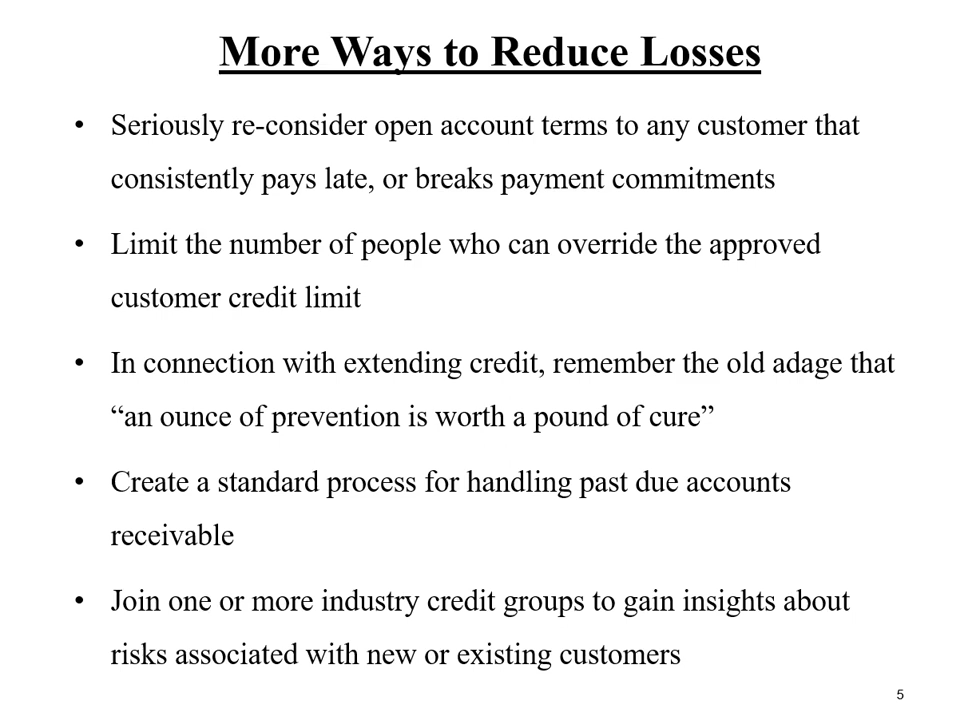 More Ways to Reduce Losses
• Seriously re-consider open account terms to any customer that
consistently pays late, or breaks payment commitments
• Limit the number of people who can override the approved
customer credit limit
• In connection with extending credit, remember the old adage that
“an ounce of prevention is worth a pound of cure”
• Create a standard process for handling past due accounts
receivable
• Join one or more industry credit groups to gain insights about
risks associated with new or existing customers
5